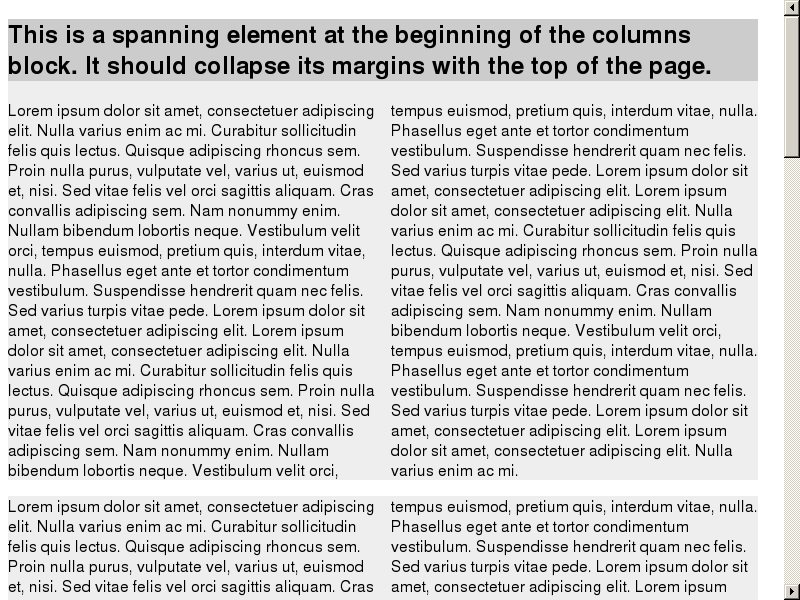 This is a spanning element at the beginning of the columns
block. It should collapse its margins with the top of the page.
Lorem ipsum dolor sit amet, consectetuer adipiscing
elit. Nulla varius enim ac mi. Curabitur sollicitudin
felis quis lectus. Quisque adipiscing rhoncus sem.
Proin nulla purus, vulputate vel, varius ut, euismod
et, nisi. Sed vitae felis vel orci sagittis aliquam. Cras
convallis adipiscing sem. Nam nonummy enim.
Nullam bibendum lobortis neque. Vestibulum velit
orci, tempus euismod, pretium quis, interdum vitae,
nulla. Phasellus eget ante et tortor condimentum
vestibulum. Suspendisse hendrerit quam nec felis.
Sed varius turpis vitae pede. Lorem ipsum dolor sit
amet, consectetuer adipiscing elit. Lorem ipsum
dolor sit amet, consectetuer adipiscing elit. Nulla
varius enim ac mi. Curabitur sollicitudin felis quis
lectus. Quisque adipiscing rhoncus sem. Proin nulla
purus, vulputate vel, varius ut, euismod et, nisi. Sed
vitae felis vel orci sagittis aliquam. Cras convallis
adipiscing sem. Nam nonummy enim. Nullam
bibendum lobortis neque. Vestibulum velit orci,
tempus euismod, pretium quis, interdum vitae, nulla.
Phasellus eget ante et tortor condimentum
vestibulum. Suspendisse hendrerit quam nec felis.
Sed varius turpis vitae pede. Lorem ipsum dolor sit
amet, consectetuer adipiscing elit. Lorem ipsum
dolor sit amet, consectetuer adipiscing elit. Nulla
varius enim ac mi. Curabitur sollicitudin felis quis
lectus. Quisque adipiscing rhoncus sem. Proin nulla
purus, vulputate vel, varius ut, euismod et, nisi. Sed
vitae felis vel orci sagittis aliquam. Cras convallis
adipiscing sem. Nam nonummy enim. Nullam
bibendum lobortis neque. Vestibulum velit orci,
tempus euismod, pretium quis, interdum vitae, nulla.
Phasellus eget ante et tortor condimentum
vestibulum. Suspendisse hendrerit quam nec felis.
Sed varius turpis vitae pede. Lorem ipsum dolor sit
amet, consectetuer adipiscing elit. Lorem ipsum
dolor sit amet, consectetuer adipiscing elit. Nulla
varius enim ac mi.
Lorem ipsum dolor sit amet, consectetuer adipiscing
elit. Nulla varius enim ac mi. Curabitur sollicitudin
felis quis lectus. Quisque adipiscing rhoncus sem.
Proin nulla purus, vulputate vel, varius ut, euismod
et, nisi. Sed vitae felis vel orci sagittis aliquam. Cras
tempus euismod, pretium quis, interdum vitae, nulla.
Phasellus eget ante et tortor condimentum
vestibulum. Suspendisse hendrerit quam nec felis.
Sed varius turpis vitae pede. Lorem ipsum dolor sit
amet, consectetuer adipiscing elit. Lorem ipsum